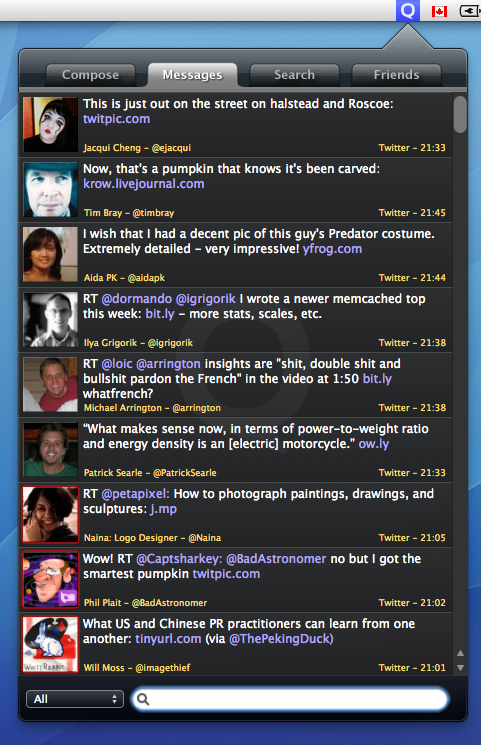 Q
Compose Messages Search Friends
This is just out on the street on halstead and Roscoe:
twitpic.com
Jacqui Cheng - @ejacqui Twitter - 21:33
Now, that's a pumpkin that knows it's been carved:
krow.livejournal.com
Tim Bray - @timbray Twitter - 21:45
I wish that I had a decent pic of this guy's Predator costume.
Extremely detailed - very impressive! yfrog.com
Aida PK - @aidapk Twitter - 21:44
RT @dormando @igrigorik I wrote a newer memcached top
this week: bit.ly - more stats, scales, etc.
Ilya Grigorik - @igrigorik Twitter - 21:38
RT @loic @arrington insights are "shit, double shit and
bullshit pardon the French" in the video at 1:50 bit.ly
whatfrench?
Michael Arrington - @arrington Twitter - 21:38
“What makes sense now, in terms of power-to-weight ratio
and energy density is an [electric] motorcycle.” ow.ly
Patrick Searle - @PatrickSearle Twitter - 21:33
RT @petapixel: How to photograph paintings, drawings, and
sculptures: j.mp
Naina: Logo Designer - @Naina Twitter - 21:05
Wow! RT @Captsharkey: @BadAstronomer no but I got the
smartest pumpkin twitpic.com
Phil Plait - @BadAstronomer Twitter - 21:02
What US and Chinese PR practitioners can learn from one
another: tinyurl.com (via @ThePekingDuck)
WHITE RABBIT
Will Moss - @imagethief Twitter - 21:01
All